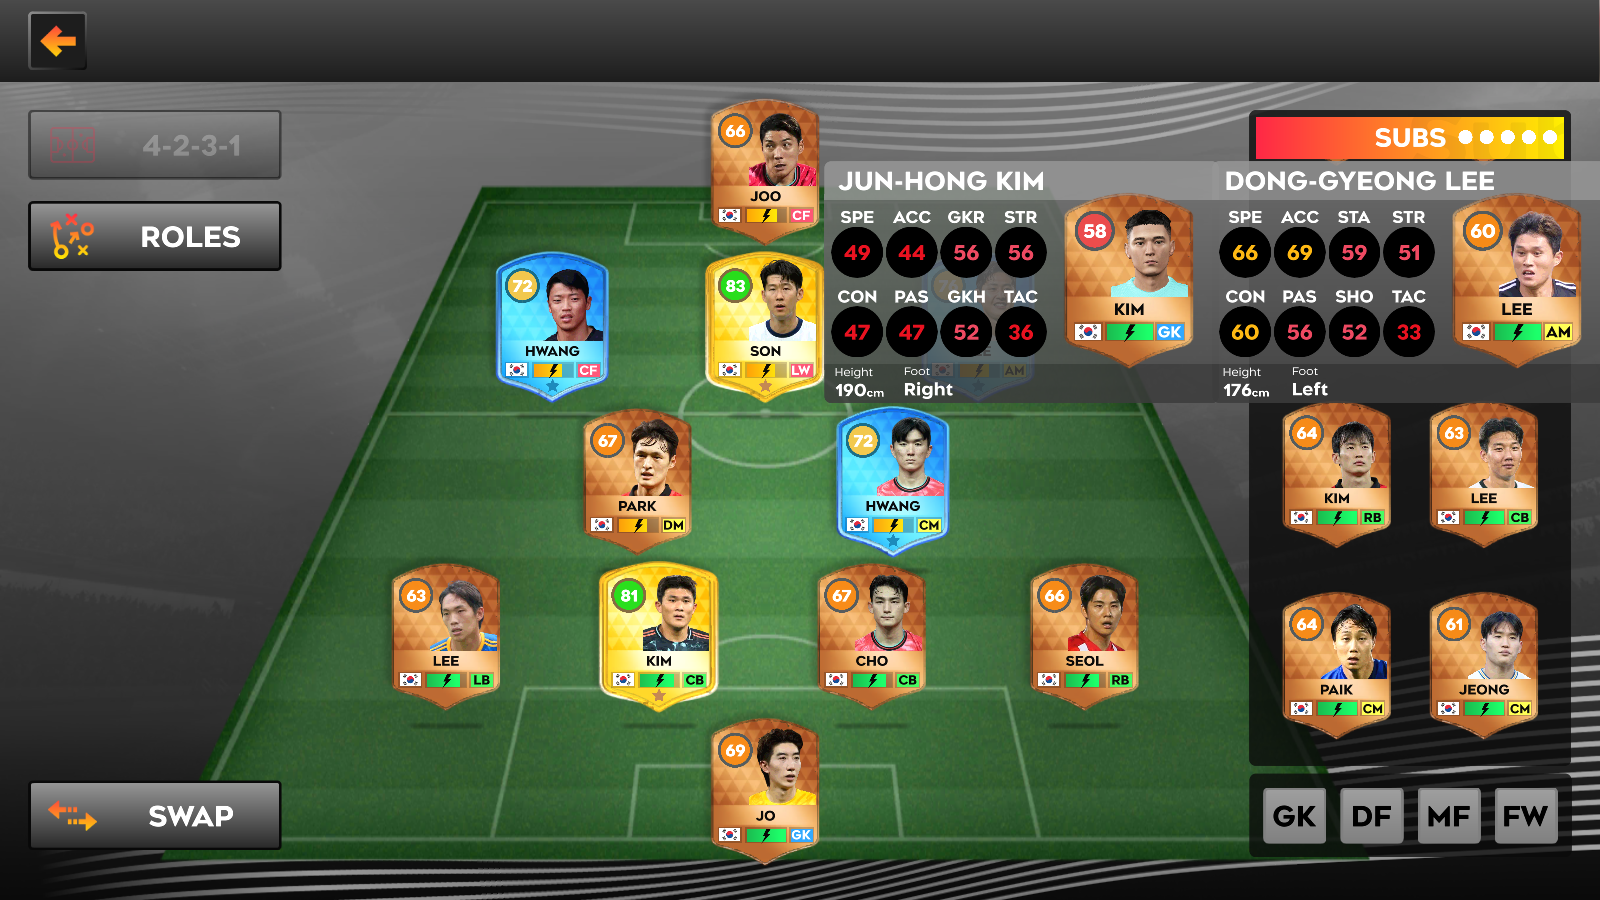 4-2-3-1
ROLES
SWAP
66
JOO
CF
72
HWANG
CF
83
SON
LW
72
LEE
AM
67
PARK
DM
72
HWANG
CM
63
LEE
LB
81
KIM
CB
67
CHO
CB
66
SEOL
RB
69
JO
GK
SUBS
JUN-HONG KIM
SPE ACC GKR STR
49 44 56 56
CON PAS GKH TAC
47 47 52 36
Height Foot
190cm Right
58
KIM
GK
DONG-GYEONG LEE
SPE ACC STA STR
66 69 59 51
CON PAS SHO TAC
60 56 52 33
Height Foot
176cm Left
60
LEE
AM
64
KIM
RB
63
LEE
CB
64
PAIK
CM
61
JEONG
CM
GK DF MF FW